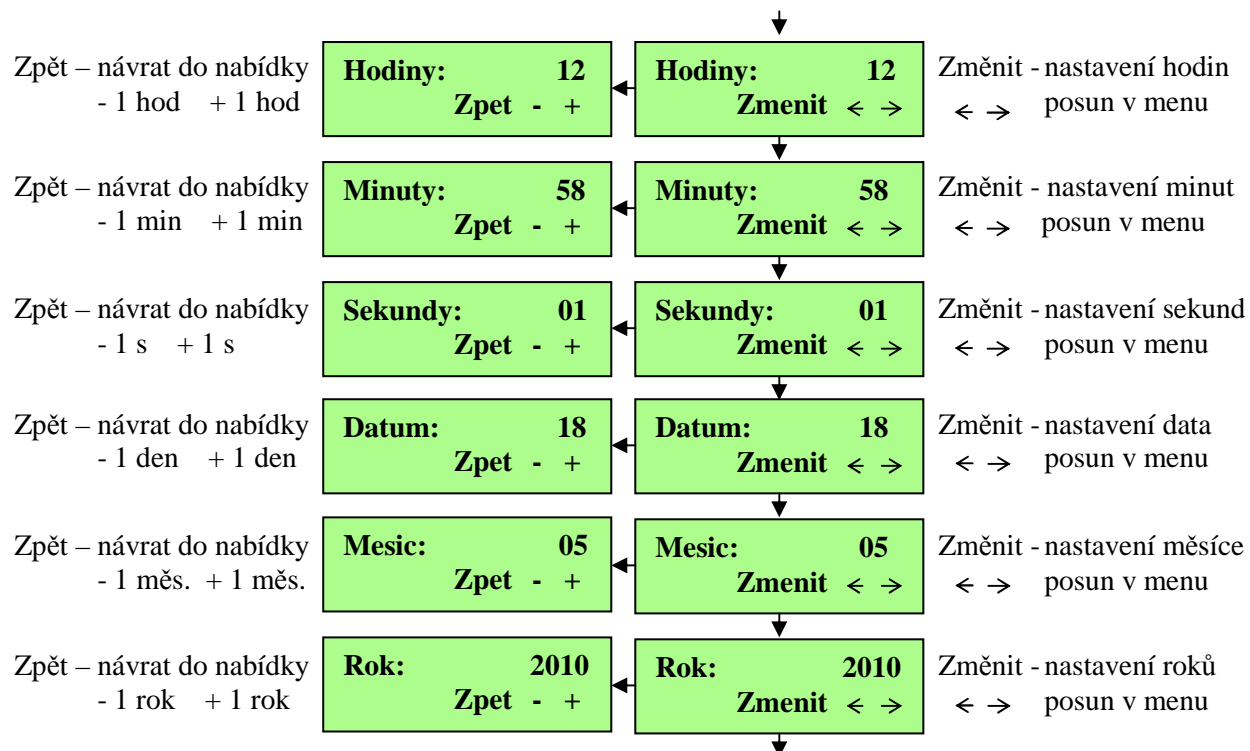 Zpět – návrat do nabídky Hodiny: 12 Hodiny: 12 Změnit - nastavení hodin
- 1 hod + 1 hod Zpet - + Zmenit ← → ← → posun v menu
Zpět – návrat do nabídky Minuty: 58 Minuty: 58 Změnit - nastavení minut
- 1 min + 1 min Zpet - + Zmenit ← → ← → posun v menu
Zpět – návrat do nabídky Sekundy: 01 Sekundy: 01 Změnit - nastavení sekund
- 1 s + 1 s Zpet - + Zmenit ← → ← → posun v menu
Zpět – návrat do nabídky Datum: 18 Datum: 18 Změnit - nastavení data
- 1 den + 1 den Zpet - + Zmenit ← → ← → posun v menu
Zpět – návrat do nabídky Mesic: 05 Mesic: 05 Změnit - nastavení měsíce
- 1 měs. + 1 měs. Zpet - + Zmenit ← → ← → posun v menu
Zpět – návrat do nabídky Rok: 2010 Rok: 2010 Změnit - nastavení roků
- 1 rok + 1 rok Zpet - + Zmenit ← → ← → posun v menu